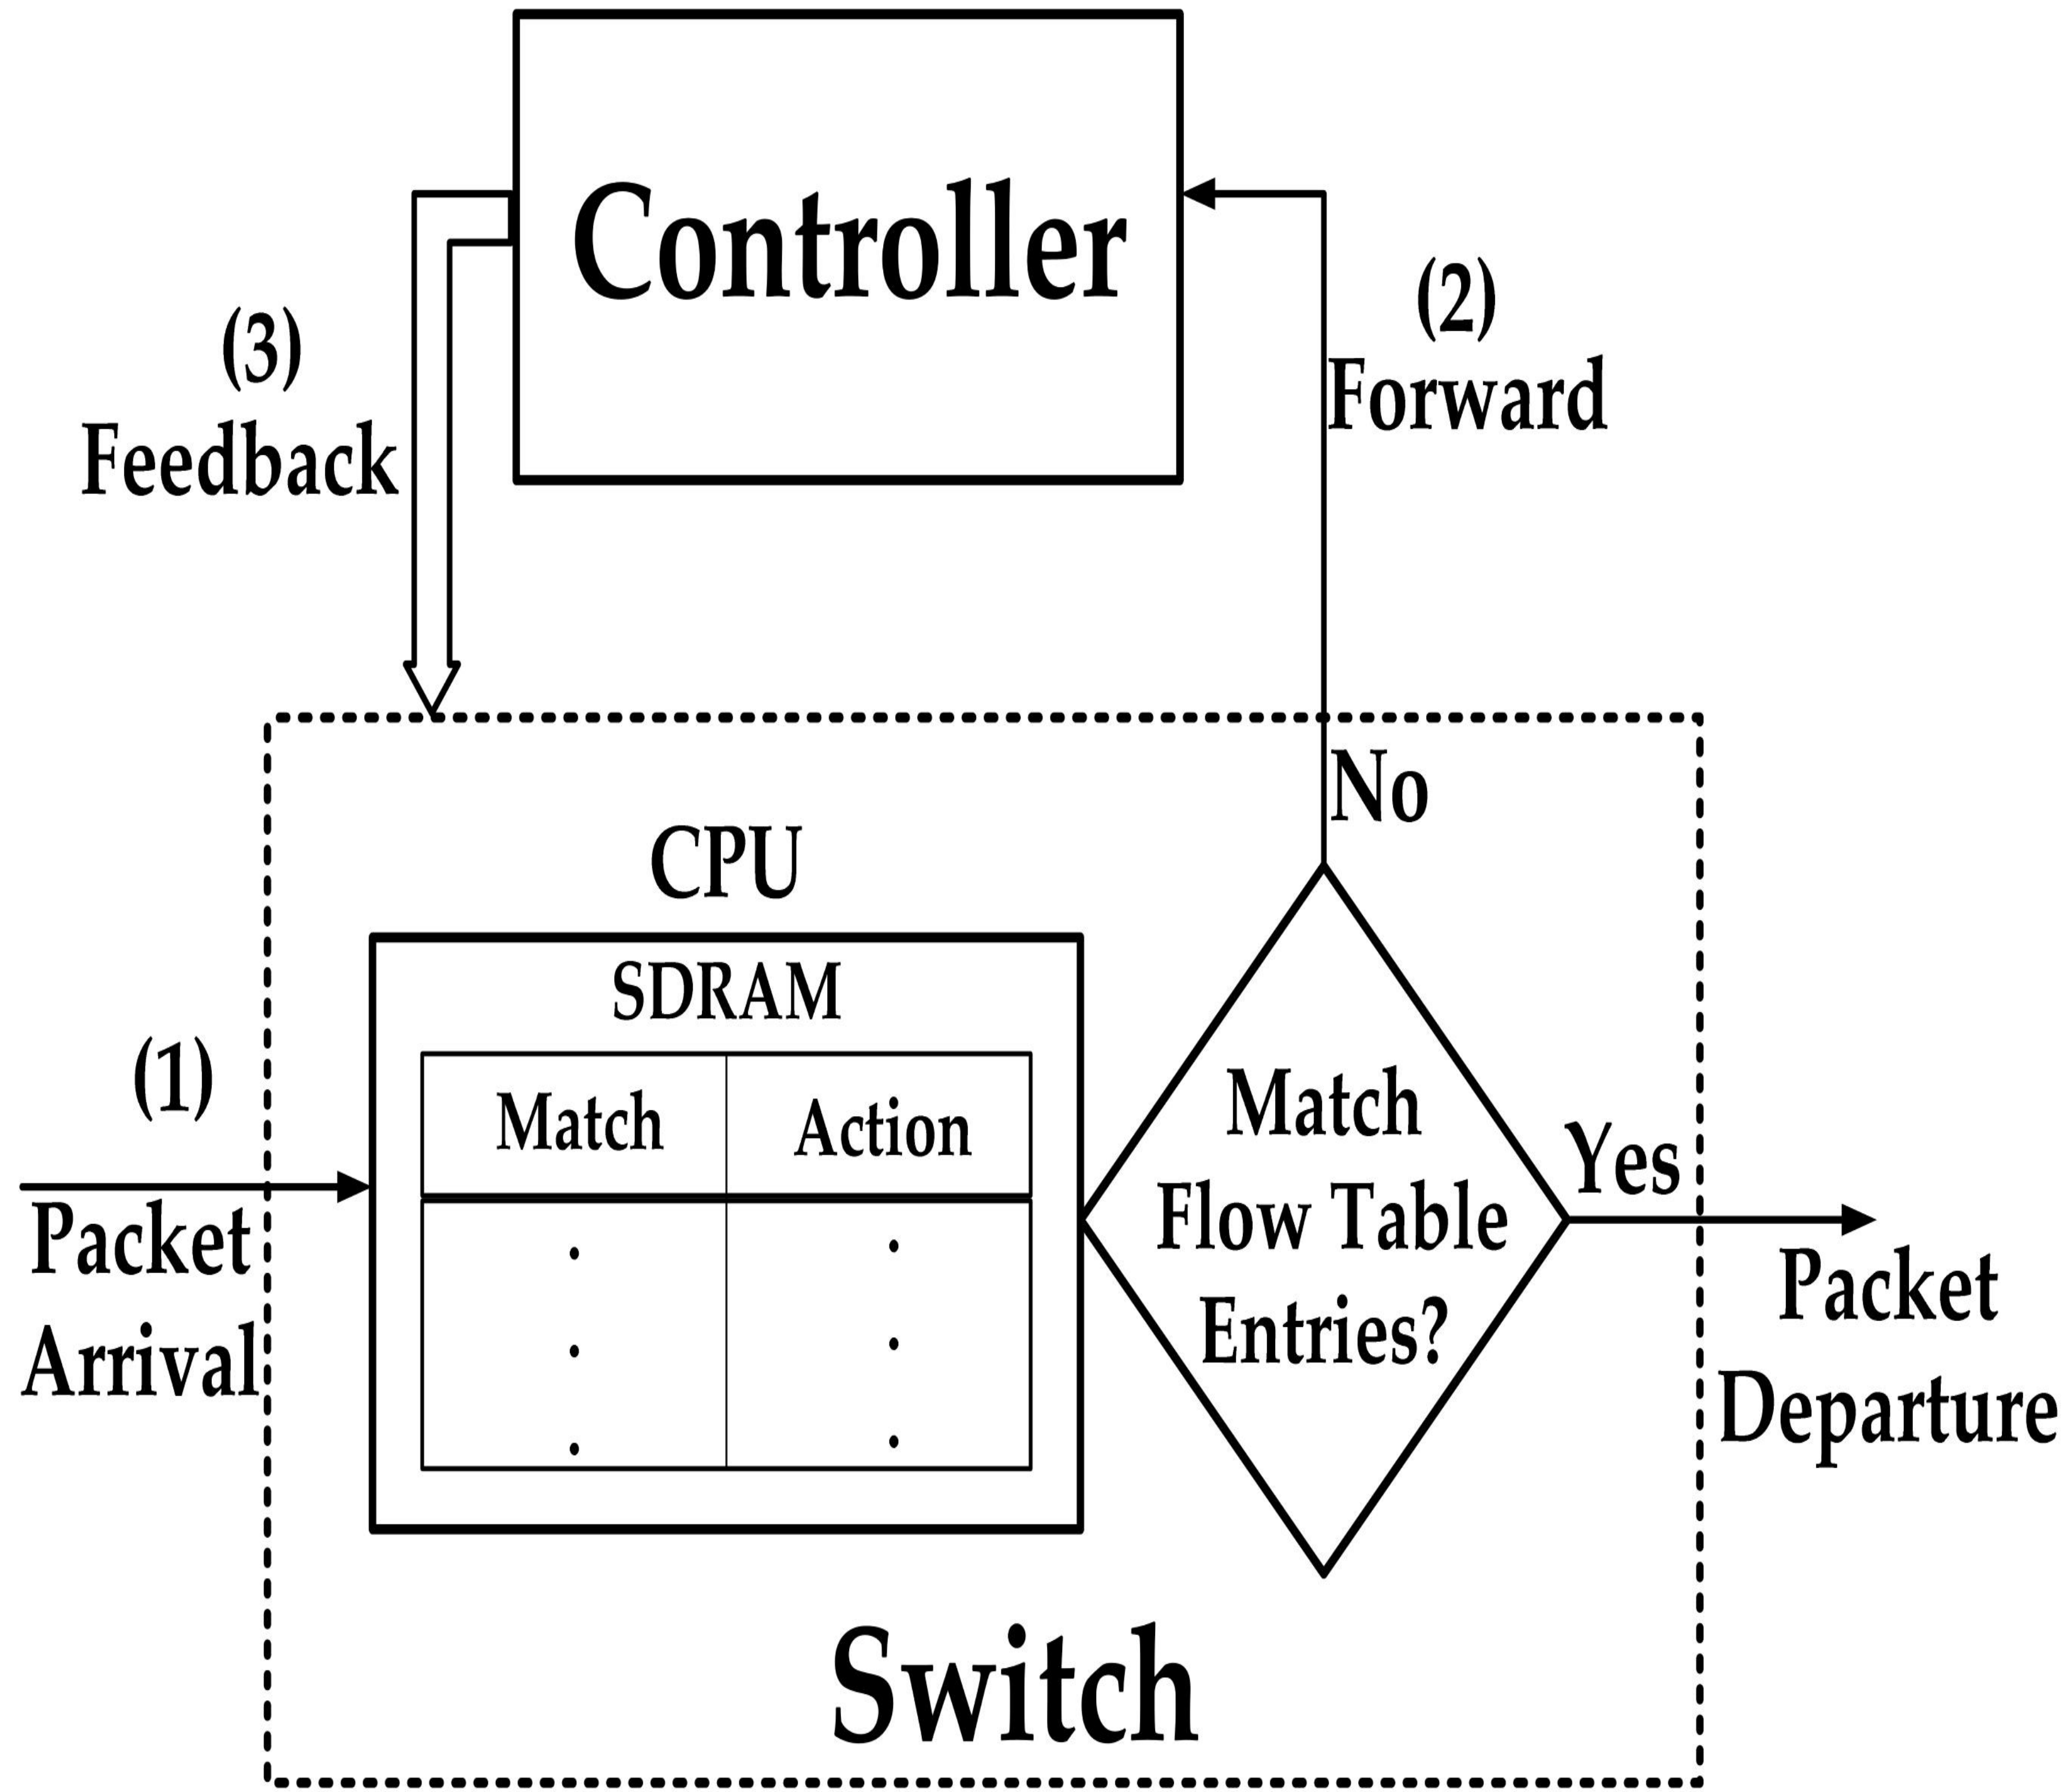 Controller
(2)
Forward
(3)
Feedback
No
CPU
SDRAM
Match
Action
(1)
Packet
Arrival
Match
Flow Table
Entries?
Yes
Packet
Departure
Switch